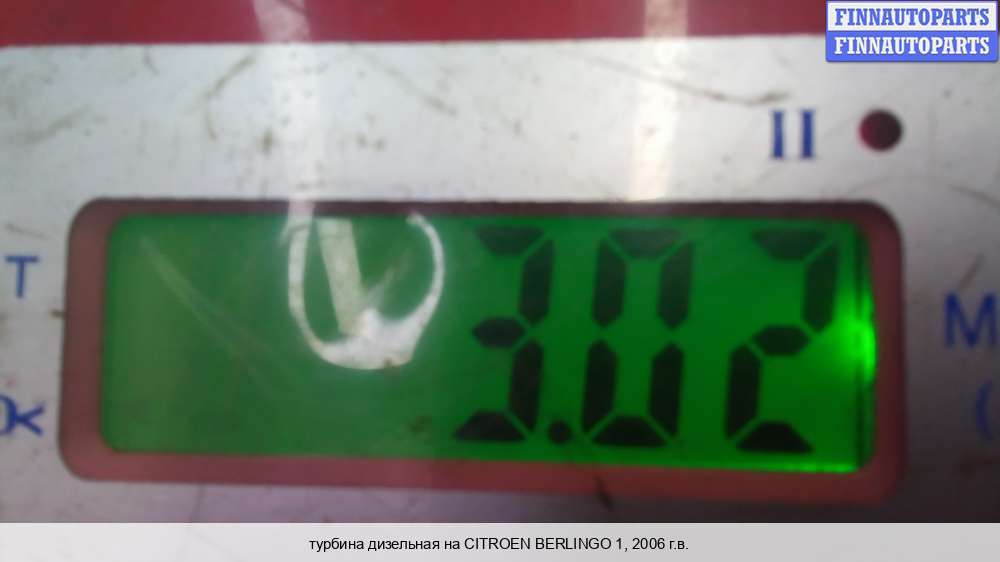 FINNAUTOPARTS
FINNAUTOPARTS
II
T
M
3.02
турбина дизельная на CITROEN BERLINGO 1, 2006 г.в.